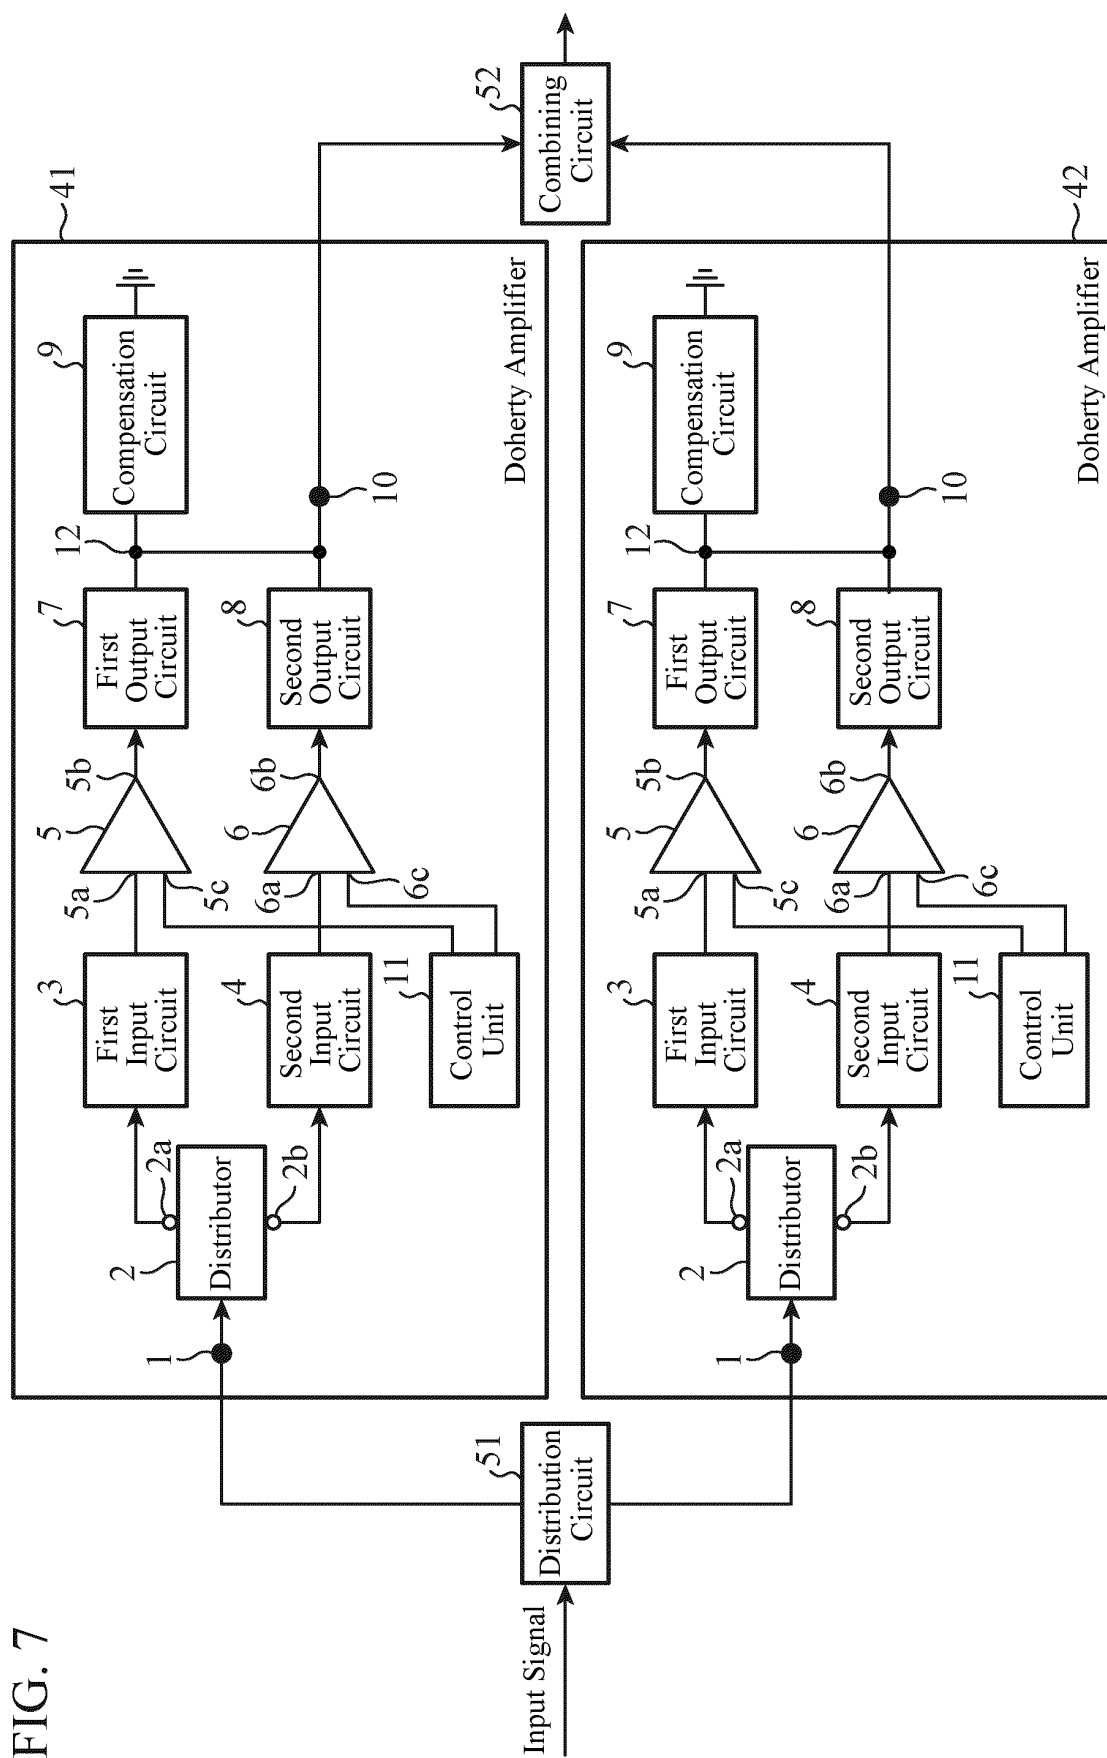 FIG. 7
Input Signal
51
Distribution
Circuit
41
1
2
Distributor
2a
2b
3
First
Input
Circuit
4
Second
Input
Circuit
11
Control
Unit
5
5a
5b
5c
6
6a
6b
6c
7
First
Output
Circuit
8
Second
Output
Circuit
12
9
Compensation
Circuit
10
Doherty Amplifier
42
1
2
Distributor
2a
2b
3
First
Input
Circuit
4
Second
Input
Circuit
11
Control
Unit
5
5a
5b
5c
6
6a
6b
6c
7
First
Output
Circuit
8
Second
Output
Circuit
12
9
Compensation
Circuit
10
Doherty Amplifier
52
Combining
Circuit